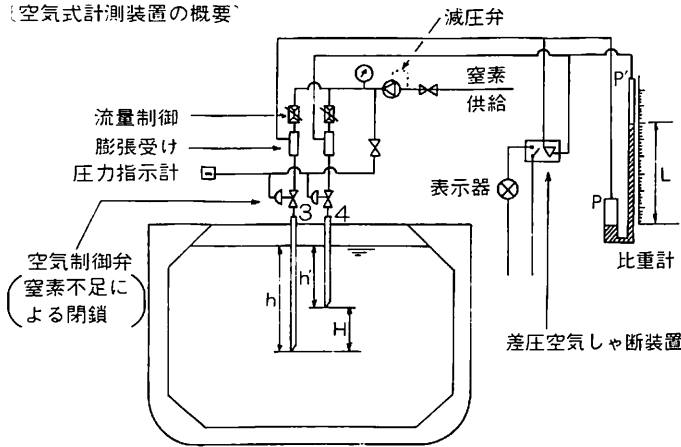 空気式計測装置の概要
減圧弁
窒素
供給
流量制御
膨張受け
圧力指示計
表示器
3
4
P'
P
L
比重計
空気制御弁
(窒素不足に
よる閉鎖)
h
h'
H
差圧空気しゃ断装置